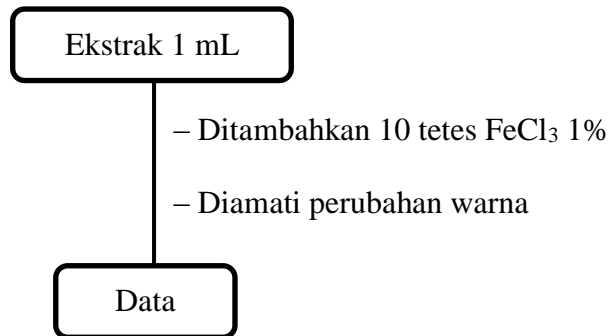 Ekstrak 1 mL
– Ditambahkan 10 tetes FeCl₃ 1%
– Diamati perubahan warna
Data